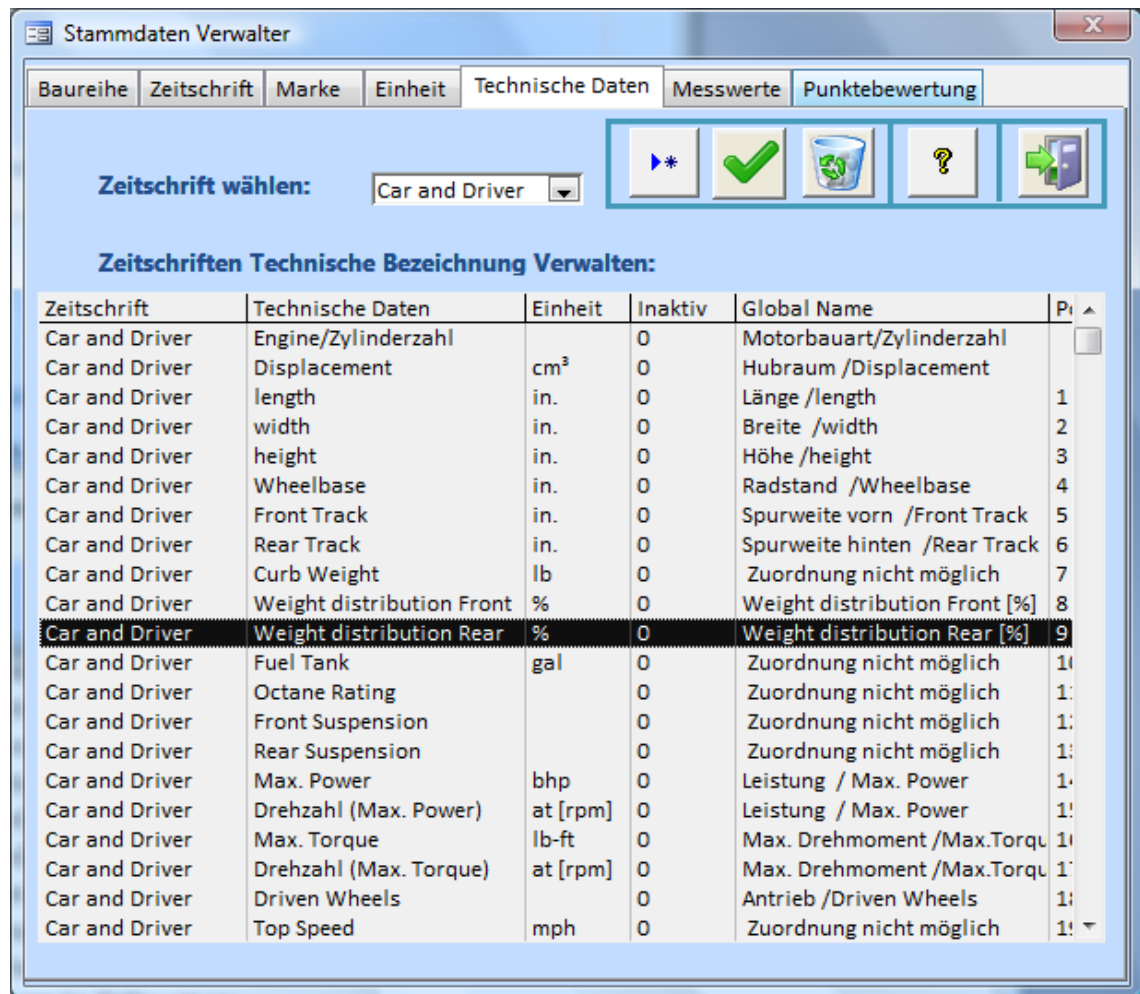 Stammdaten Verwalter
Baureihe Zeitschrift Marke Einheit Technische Daten Messwerte Punktebewertung
Zeitschrift wählen: Car and Driver
Zeitschriften Technische Bezeichnung Verwalten:
Zeitschrift Technische Daten Einheit Inaktiv Global Name
Car and Driver Engine/Zylinderzahl 0 Motorbauart/Zylinderzahl
Car and Driver Displacement cm³ 0 Hubraum /Displacement
Car and Driver length in. 0 Länge /length 1
Car and Driver width in. 0 Breite /width 2
Car and Driver height in. 0 Höhe /height 3
Car and Driver Wheelbase in. 0 Radstand /Wheelbase 4
Car and Driver Front Track in. 0 Spurweite vorn /Front Track 5
Car and Driver Rear Track in. 0 Spurweite hinten /Rear Track 6
Car and Driver Curb Weight lb 0 Zuordnung nicht möglich 7
Car and Driver Weight distribution Front % 0 Weight distribution Front [%] 8
Car and Driver Weight distribution Rear % 0 Weight distribution Rear [%] 9
Car and Driver Fuel Tank gal 0 Zuordnung nicht möglich
Car and Driver Octane Rating 0 Zuordnung nicht möglich
Car and Driver Front Suspension 0 Zuordnung nicht möglich
Car and Driver Rear Suspension 0 Zuordnung nicht möglich
Car and Driver Max. Power bhp 0 Leistung / Max. Power
Car and Driver Drehzahl (Max. Power) at [rpm] 0 Leistung / Max. Power
Car and Driver Max. Torque lb-ft 0 Max. Drehmoment /Max.Torqu
Car and Driver Drehzahl (Max. Torque) at [rpm] 0 Max. Drehmoment /Max.Torqu
Car and Driver Driven Wheels 0 Antrieb /Driven Wheels
Car and Driver Top Speed mph 0 Zuordnung nicht möglich